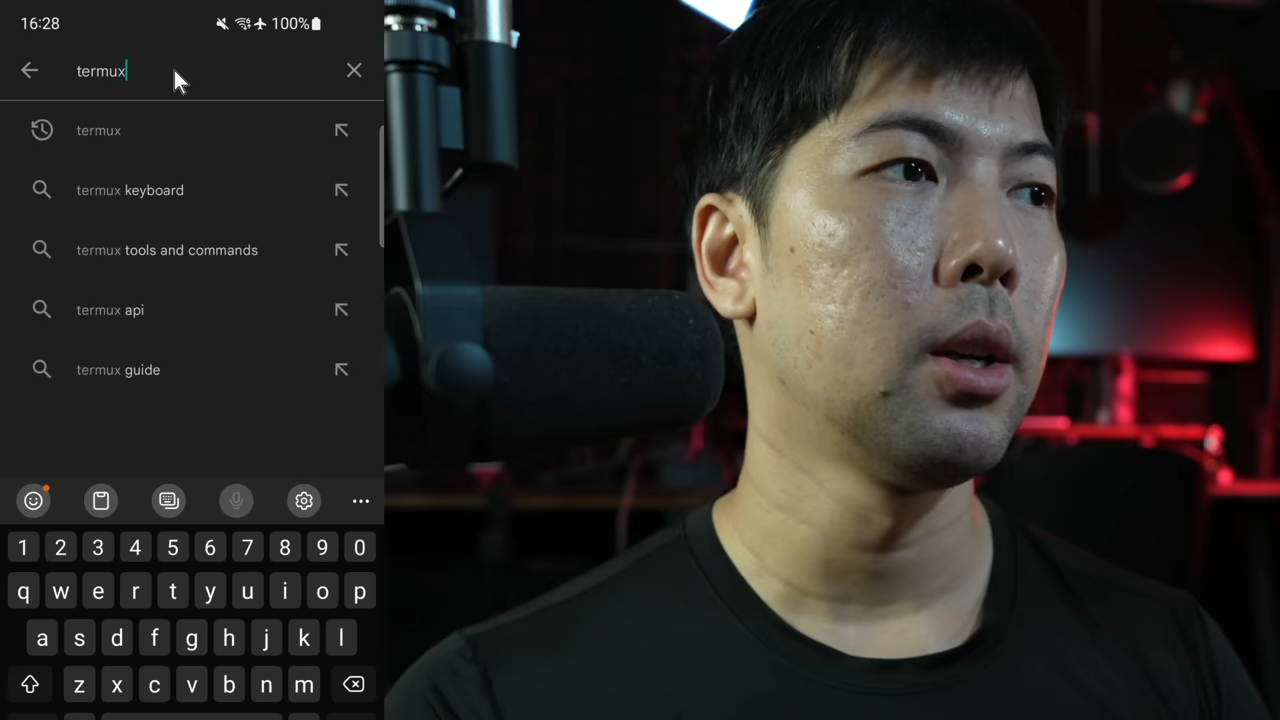 16:28
100%
termux
termux
termux keyboard
termux tools and commands
termux api
termux guide
1 2 3 4 5 6 7 8 9 0
q w e r t y u i o p
a s d f g h j k l
z x c v b n m